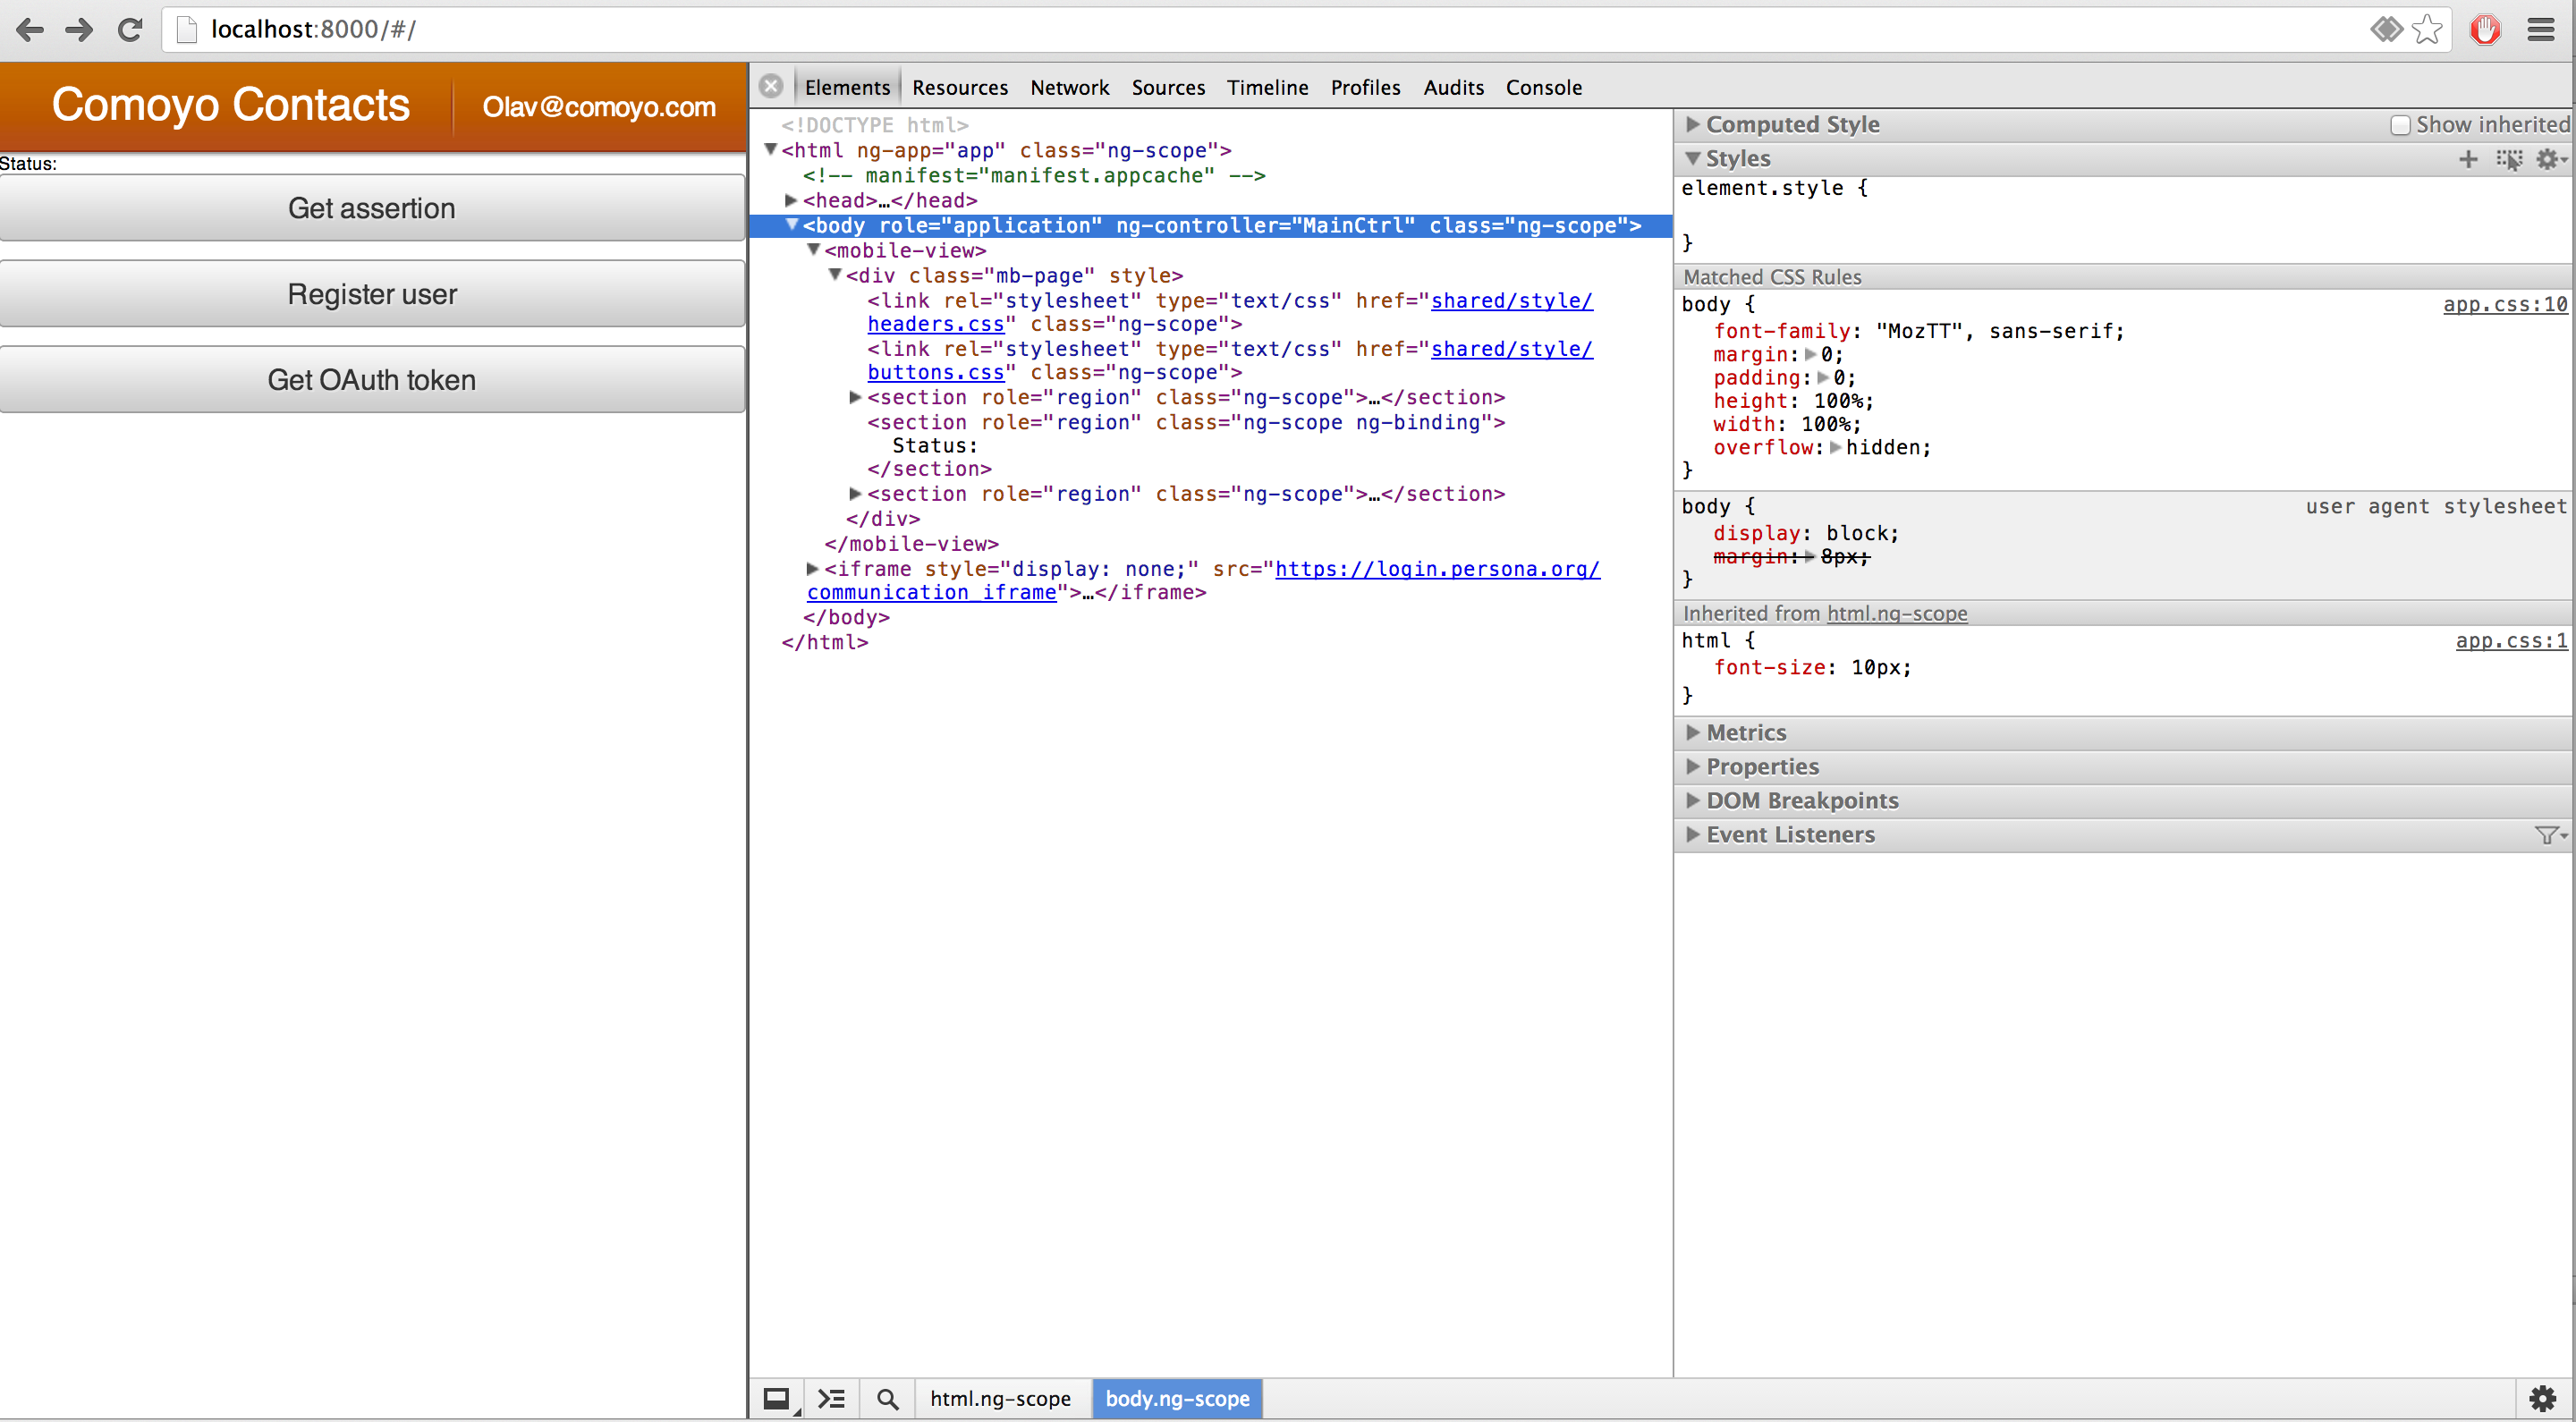 localhost:8000/#/
Comoyo Contacts
Olav@comoyo.com
Status:
Get assertion
Register user
Get OAuth token
Elements Resources Network Sources Timeline Profiles Audits Console
<!DOCTYPE html>
<html ng-app="app" class="ng-scope">
<!-- manifest="manifest.appcache" -->
<head>…</head>
<body role="application" ng-controller="MainCtrl" class="ng-scope">
<mobile-view>
<div class="mb-page" style>
<link rel="stylesheet" type="text/css" href="shared/style/
headers.css" class="ng-scope">
<link rel="stylesheet" type="text/css" href="shared/style/
buttons.css" class="ng-scope">
<section role="region" class="ng-scope">…</section>
<section role="region" class="ng-scope ng-binding">
Status:
</section>
<section role="region" class="ng-scope">…</section>
</div>
</mobile-view>
<iframe style="display: none;" src="https://login.persona.org/
communication_iframe">…</iframe>
</body>
</html>
Computed Style
Show inherited
Styles
element.style {
}
Matched CSS Rules
body {
app.css:10
font-family: "MozTT", sans-serif;
margin: 0;
padding: 0;
height: 100%;
width: 100%;
overflow: hidden;
}
body {
user agent stylesheet
display: block;
margin: 8px;
}
Inherited from html.ng-scope
html {
app.css:1
font-size: 10px;
}
Metrics
Properties
DOM Breakpoints
Event Listeners
html.ng-scope
body.ng-scope